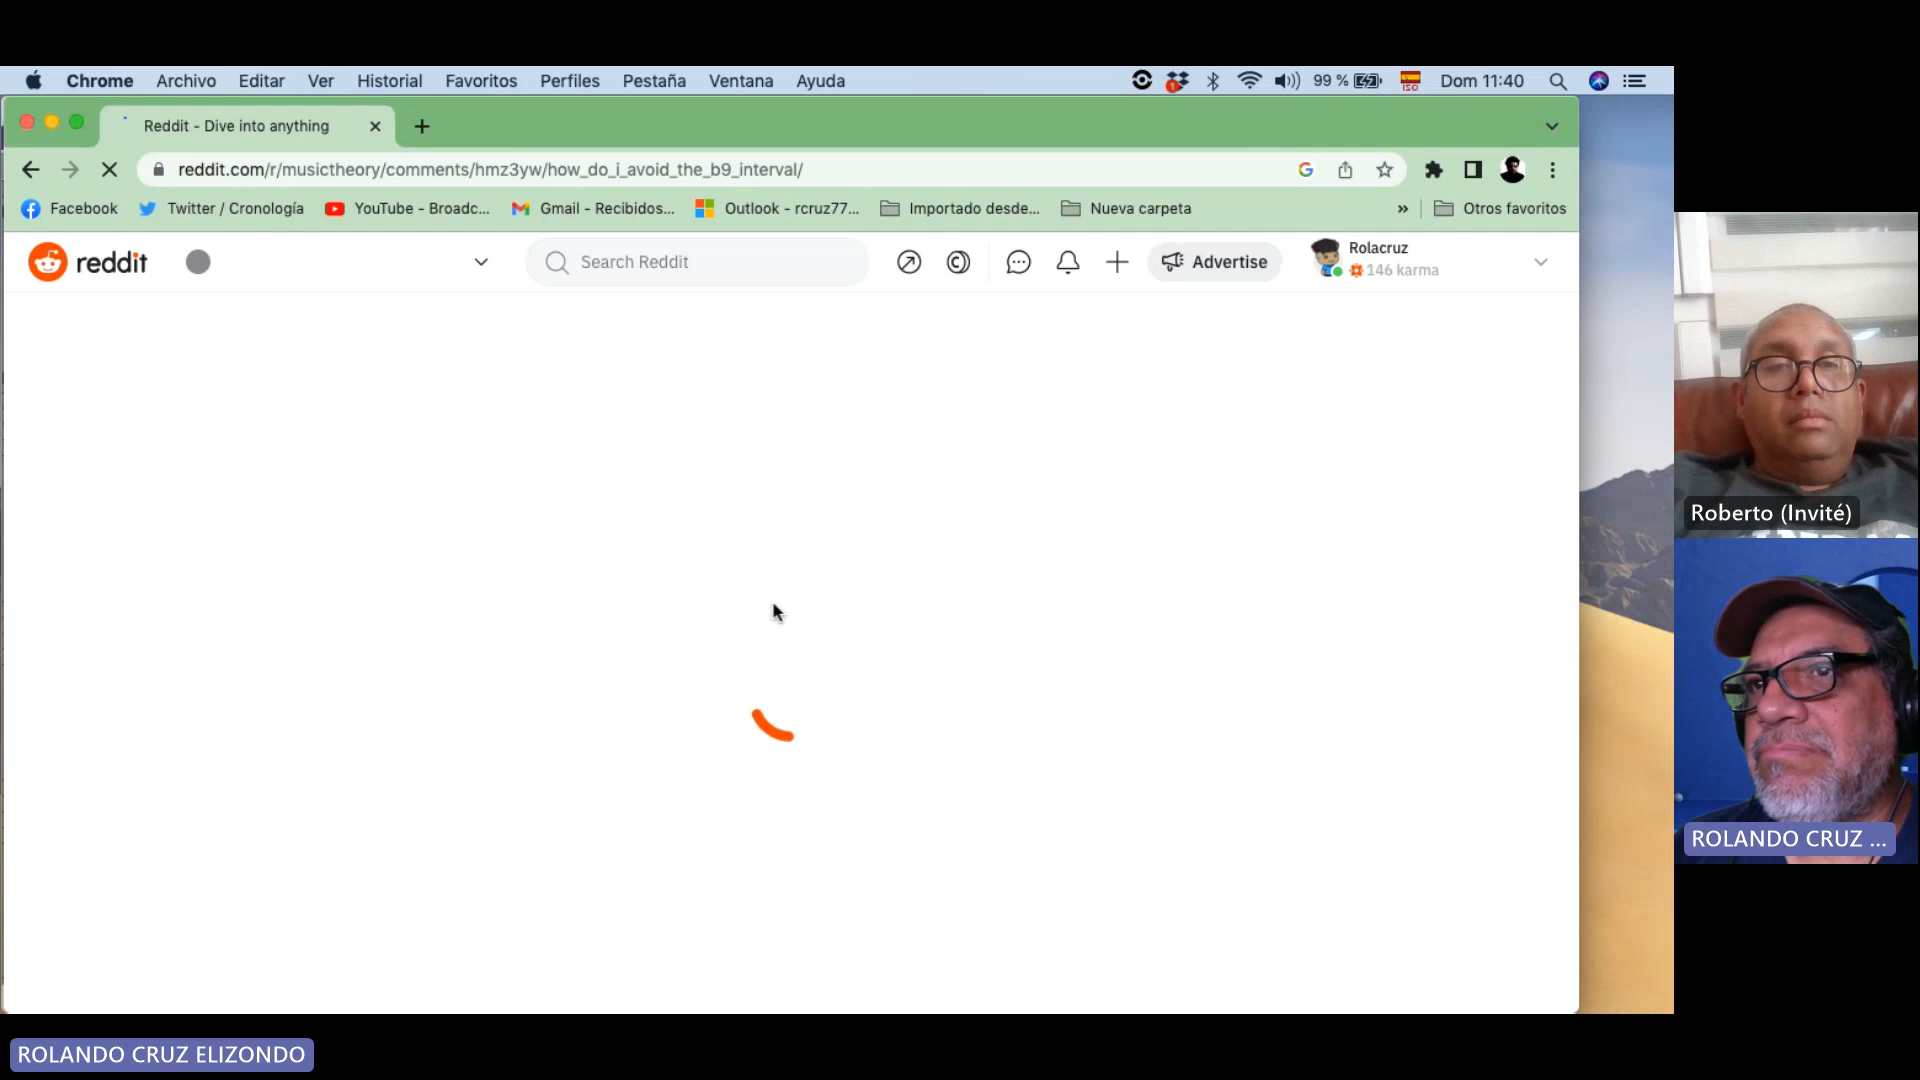 Chrome Archivo Editar Ver Historial Favoritos Perfiles Pestaña Ventana Ayuda 99 % Dom 11:40
Reddit - Dive into anything
reddit.com/r/musictheory/comments/hmz3yw/how_do_i_avoid_the_b9_interval/
Facebook Twitter / Cronología YouTube - Broadc... Gmail - Recibidos... Outlook - rcruz77... Importado desde... Nueva carpeta » Otros favoritos
reddit Search Reddit Advertise Rolacruz
146 karma
Roberto (Invité)
ROLANDO CRUZ ...
ROLANDO CRUZ ELIZONDO